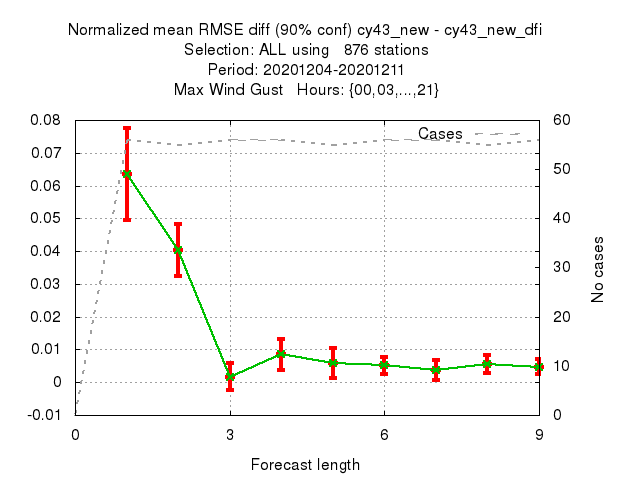 Normalized mean RMSE diff (90% conf) cy43_new - cy43_new_dfi
Selection: ALL using   876 stations
Period: 20201204-20201211
Max Wind Gust   Hours: {00,03,...,21}
Cases
0.08
0.07
0.06
0.05
0.04
0.03
0.02
0.01
0
-0.01
60
50
40
30
20
10
0
No cases
0 3 6 9
Forecast length